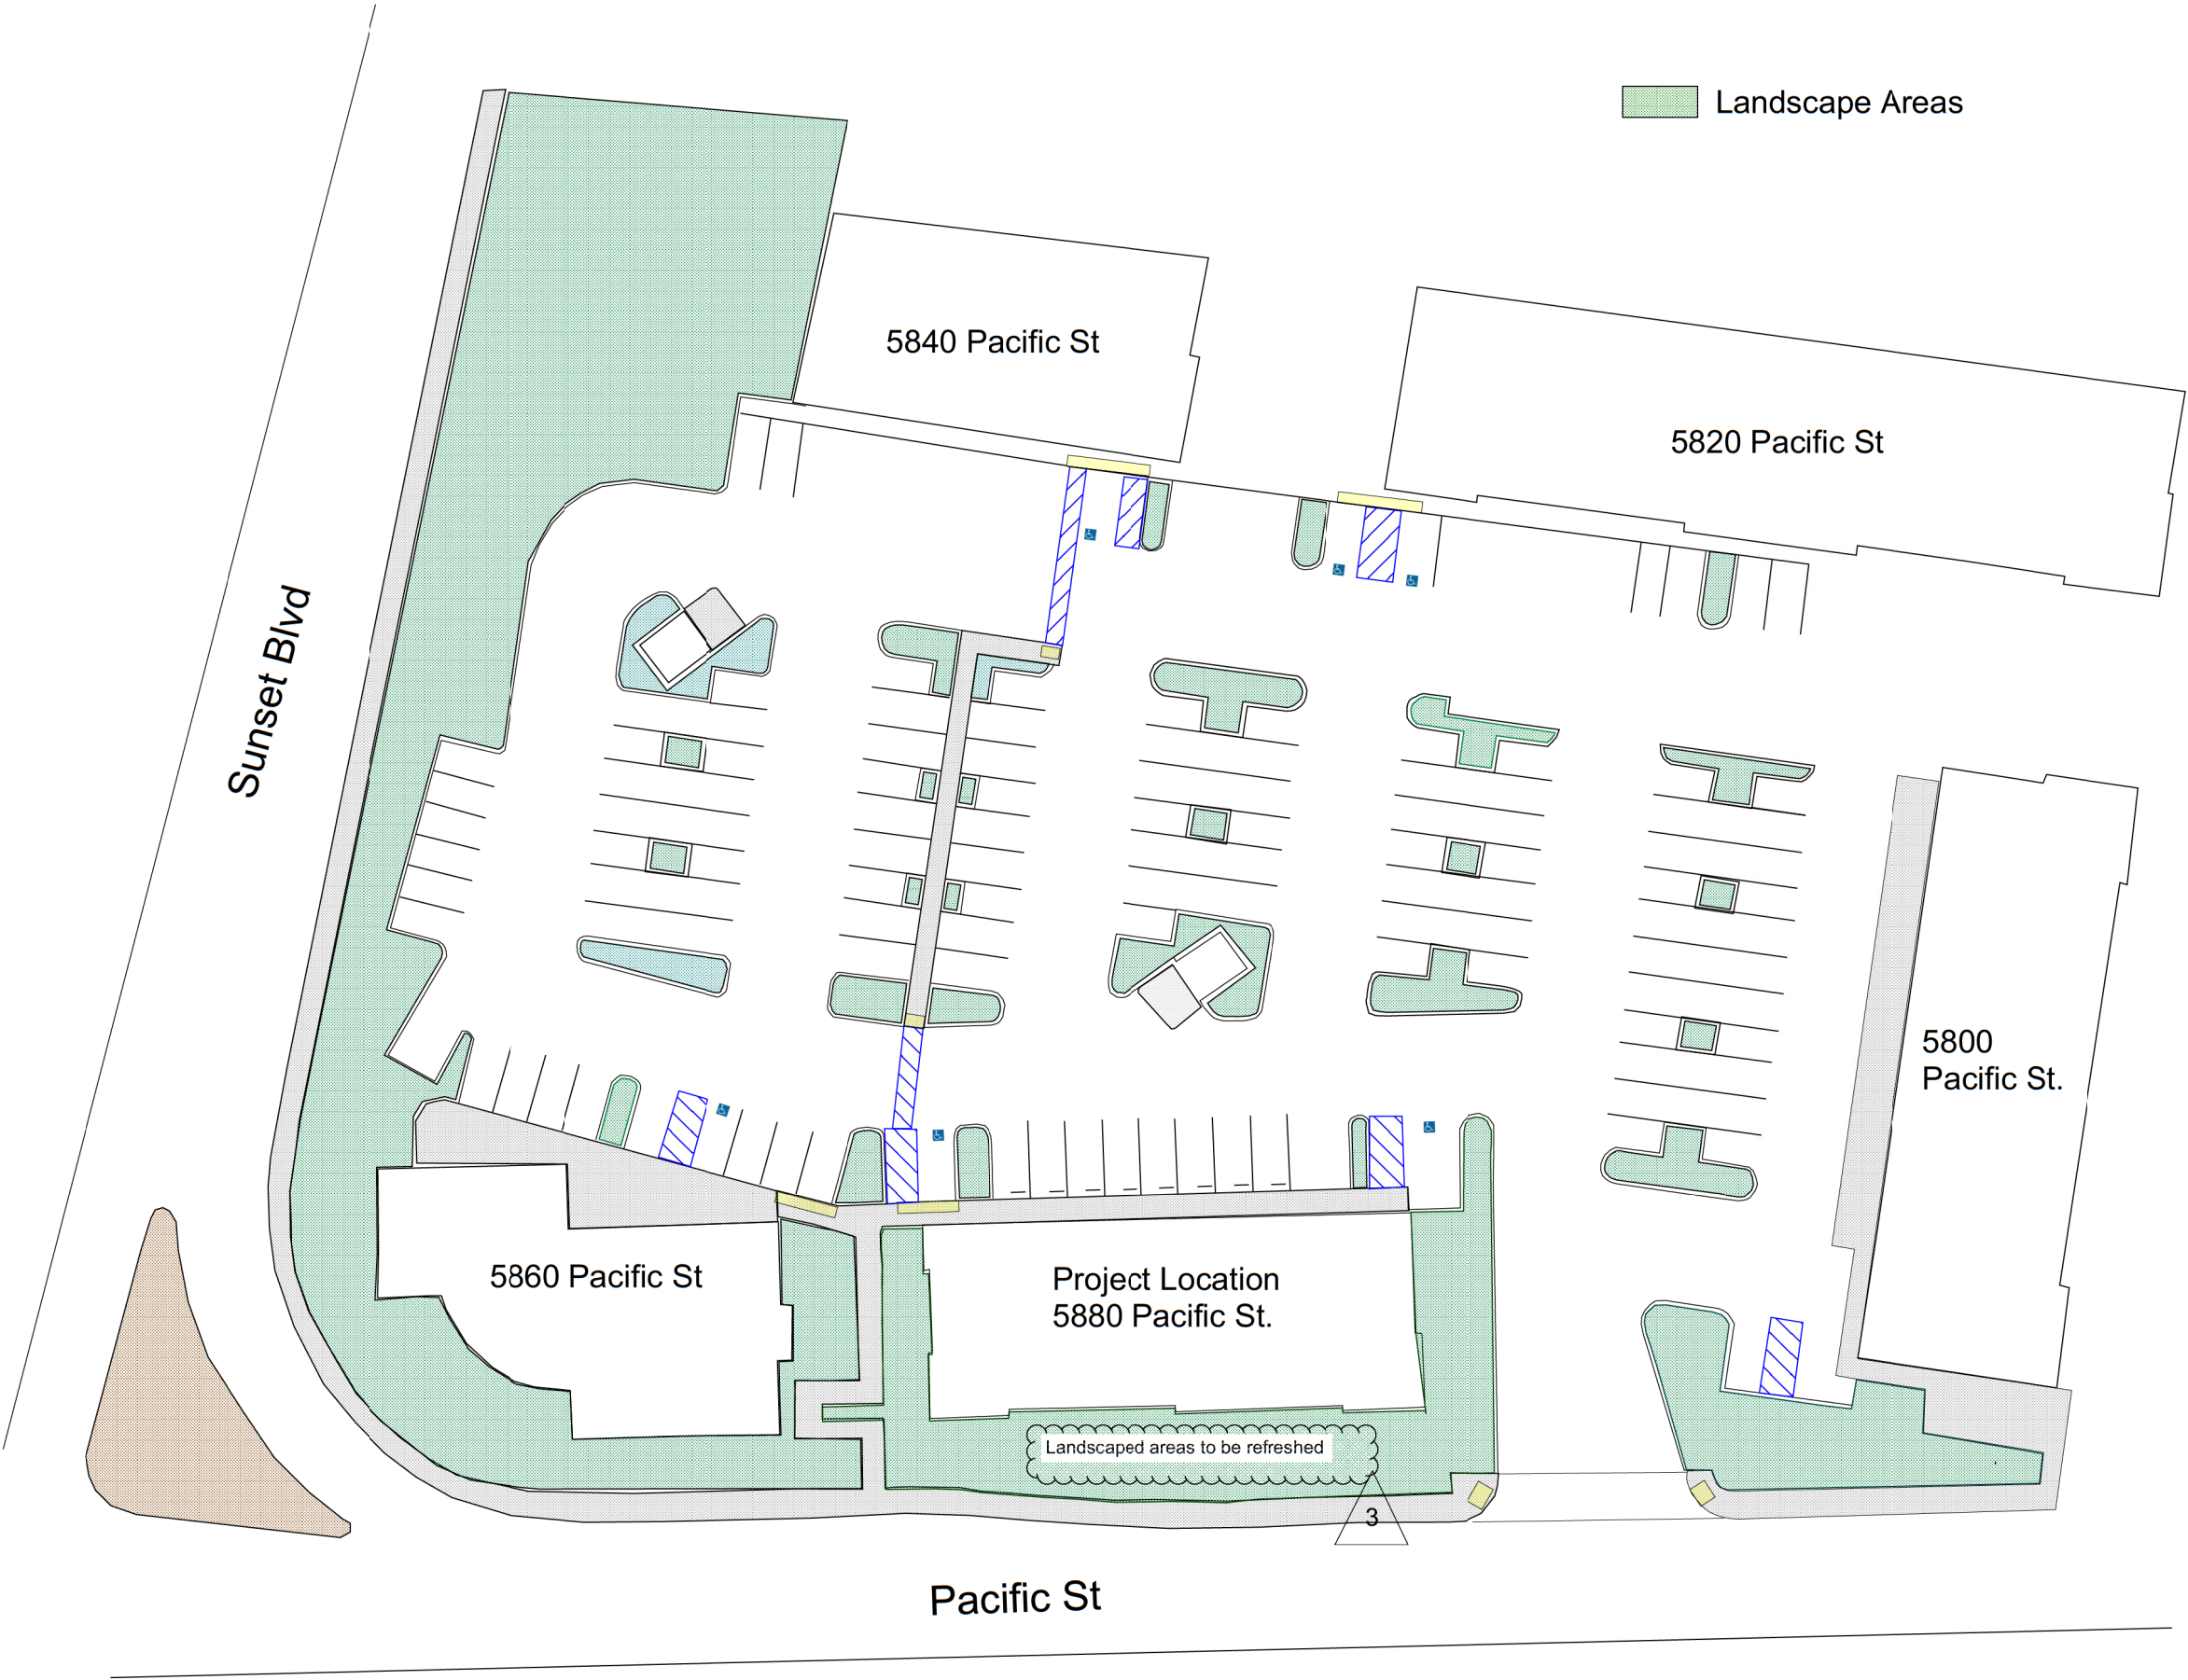 Landscape Areas
5840 Pacific St
5820 Pacific St
Sunset Blvd
5800
Pacific St.
5860 Pacific St
Project Location
5880 Pacific St.
Landscaped areas to be refreshed
3
Pacific St